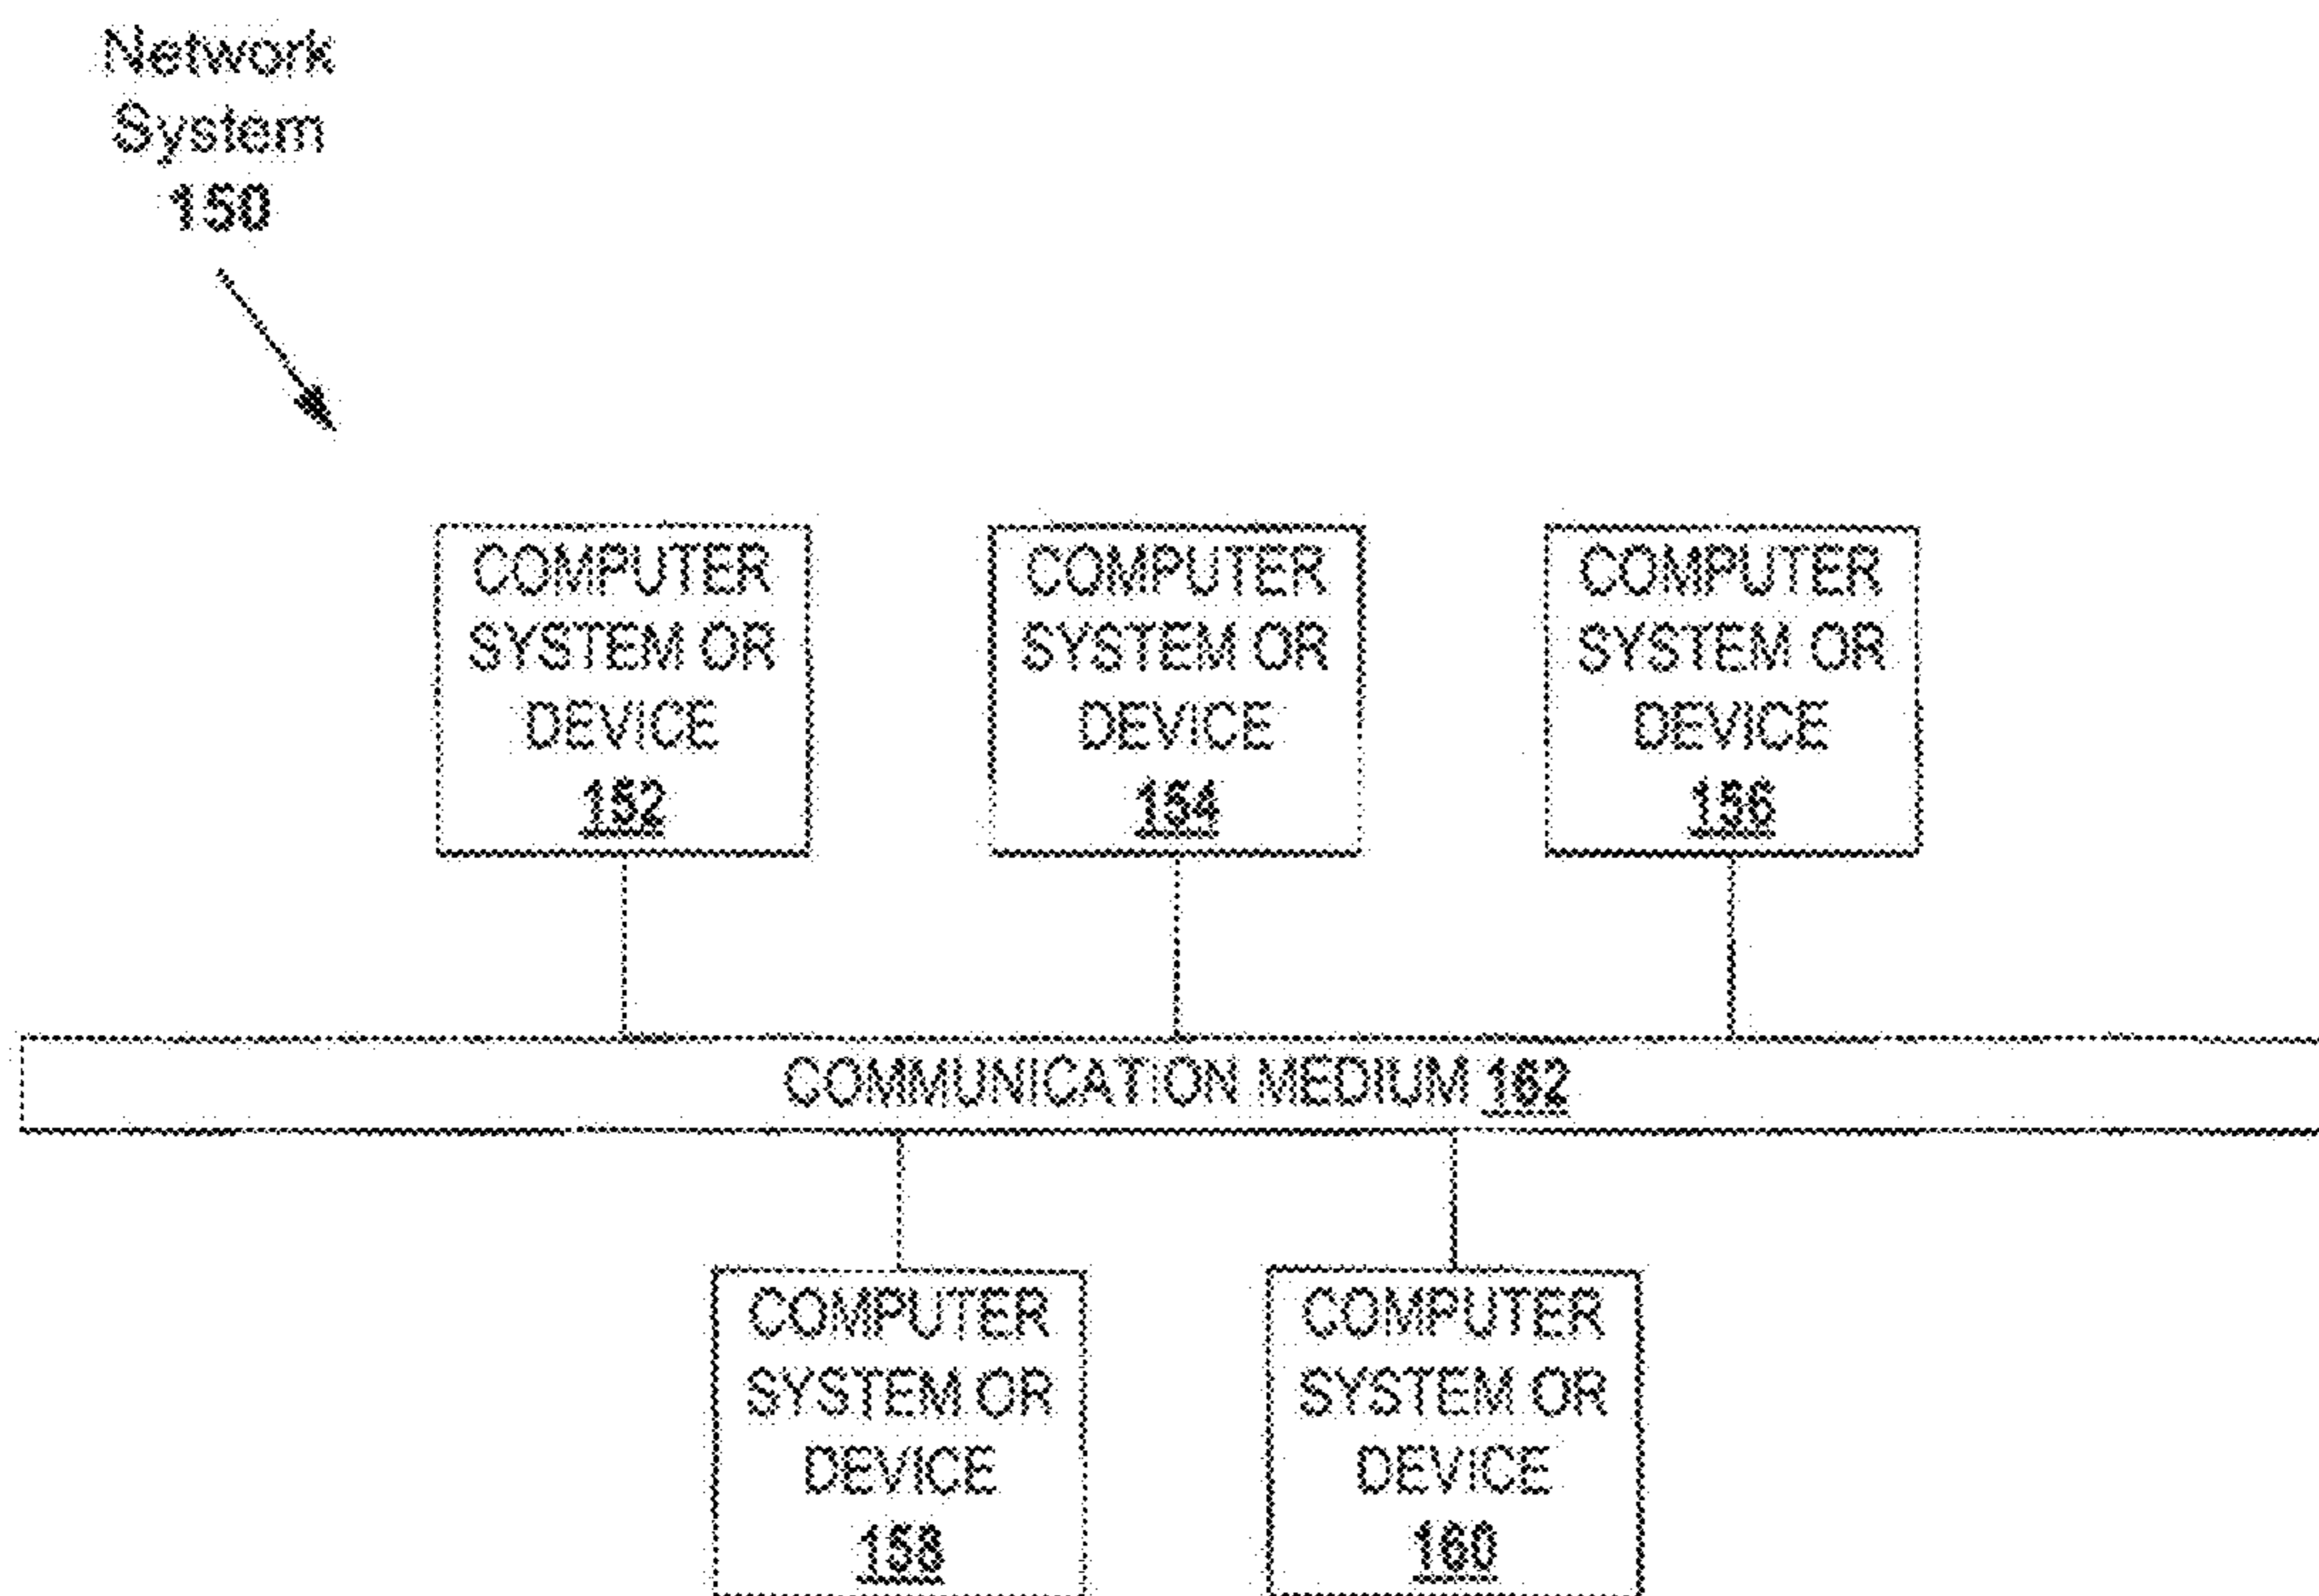 Network
System
150
COMPUTER
SYSTEM OR
DEVICE
152
COMPUTER
SYSTEM OR
DEVICE
154
COMPUTER
SYSTEM OR
DEVICE
156
COMMUNICATION MEDIUM 162
COMPUTER
SYSTEM OR
DEVICE
158
COMPUTER
SYSTEM OR
DEVICE
160